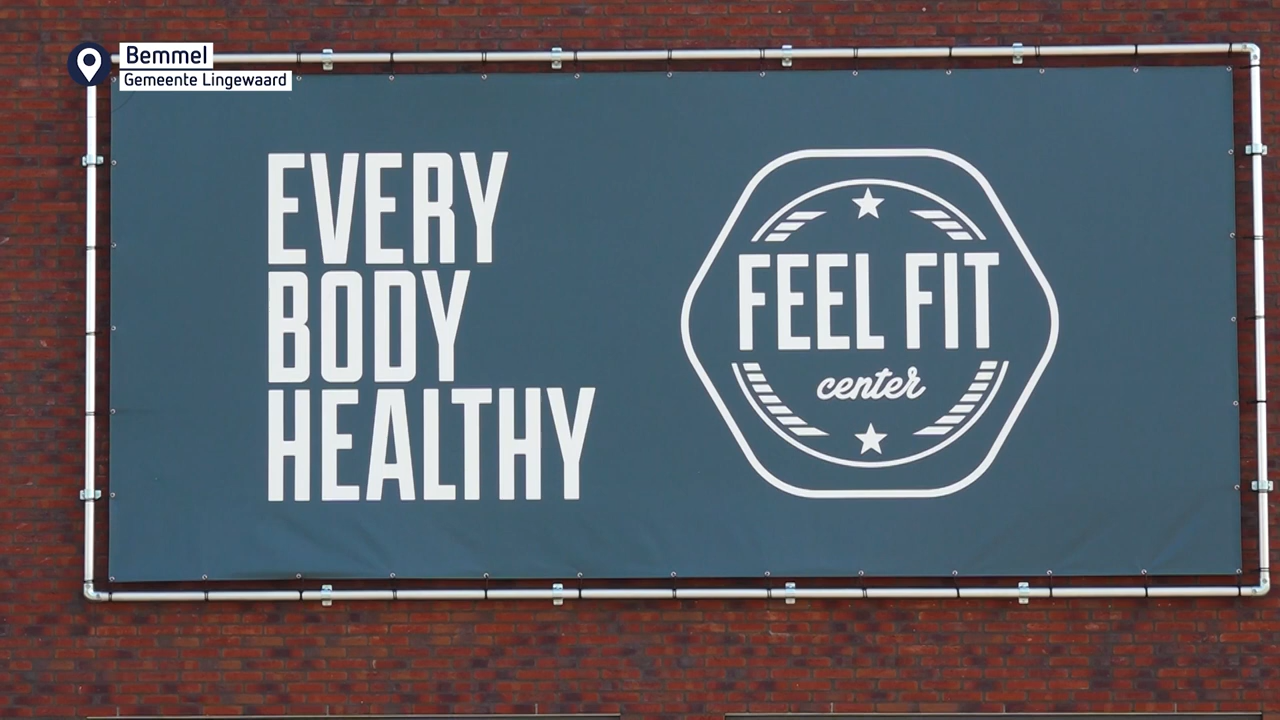 Bemmel
Gemeente Lingewaard
EVERY
BODY
HEALTHY
FEEL FIT
center